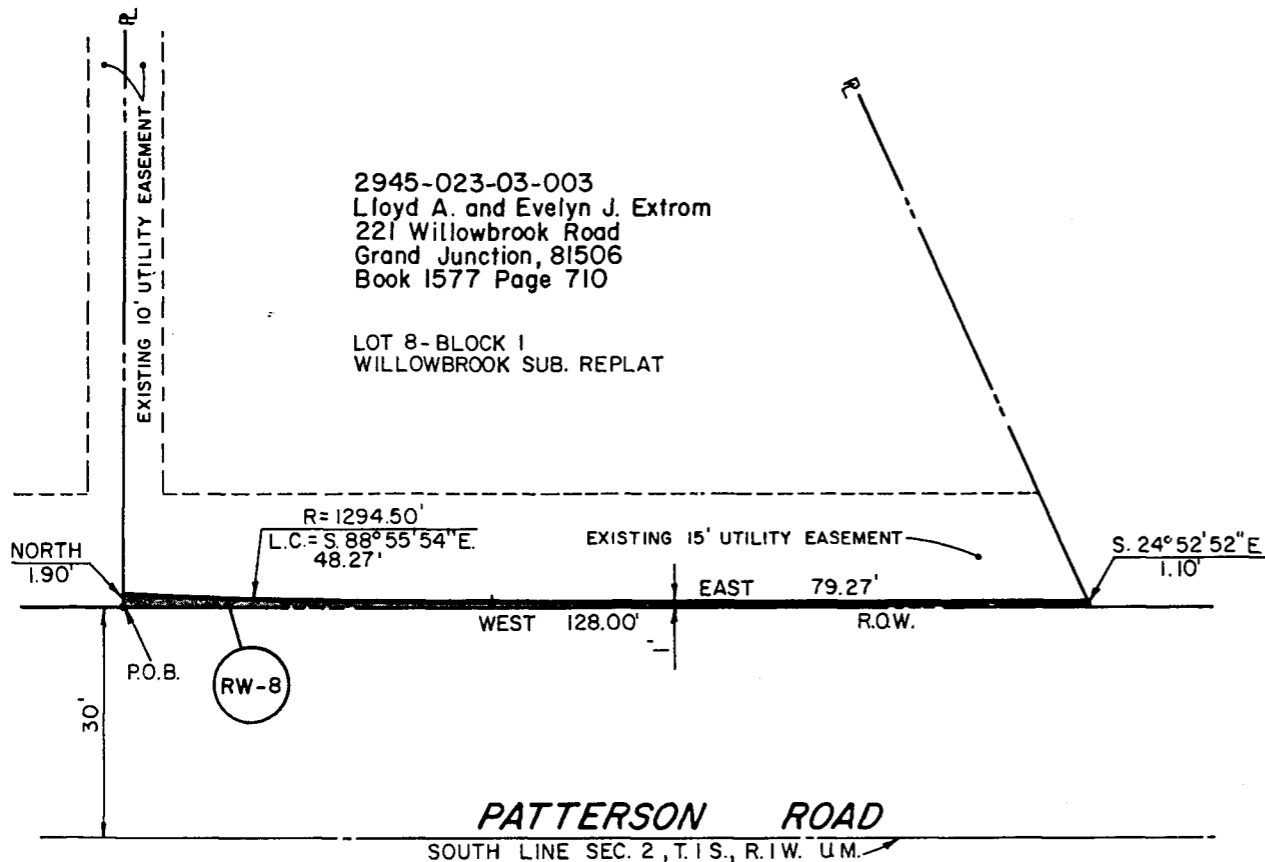 PL
PL
EXISTING 10' UTILITY EASEMENT
2945-023-03-003
Lloyd A. and Evelyn J. Extrom
221 Willowbrook Road
Grand Junction, 81506
Book 1577 Page 710
LOT 8-BLOCK 1
WILLOWBROOK SUB. REPLAT
R=1294.50'
L.C.= S. 88°55'54"E.
48.27'
EXISTING 15' UTILITY EASEMENT
S. 24°52'52"E
1.10'
NORTH
1.90'
EAST 79.27'
WEST 128.00' R.O.W.
1'
P.O.B.
RW-8
30'
PATTERSON ROAD
SOUTH LINE SEC. 2, T. 1 S., R. 1 W. U.M.